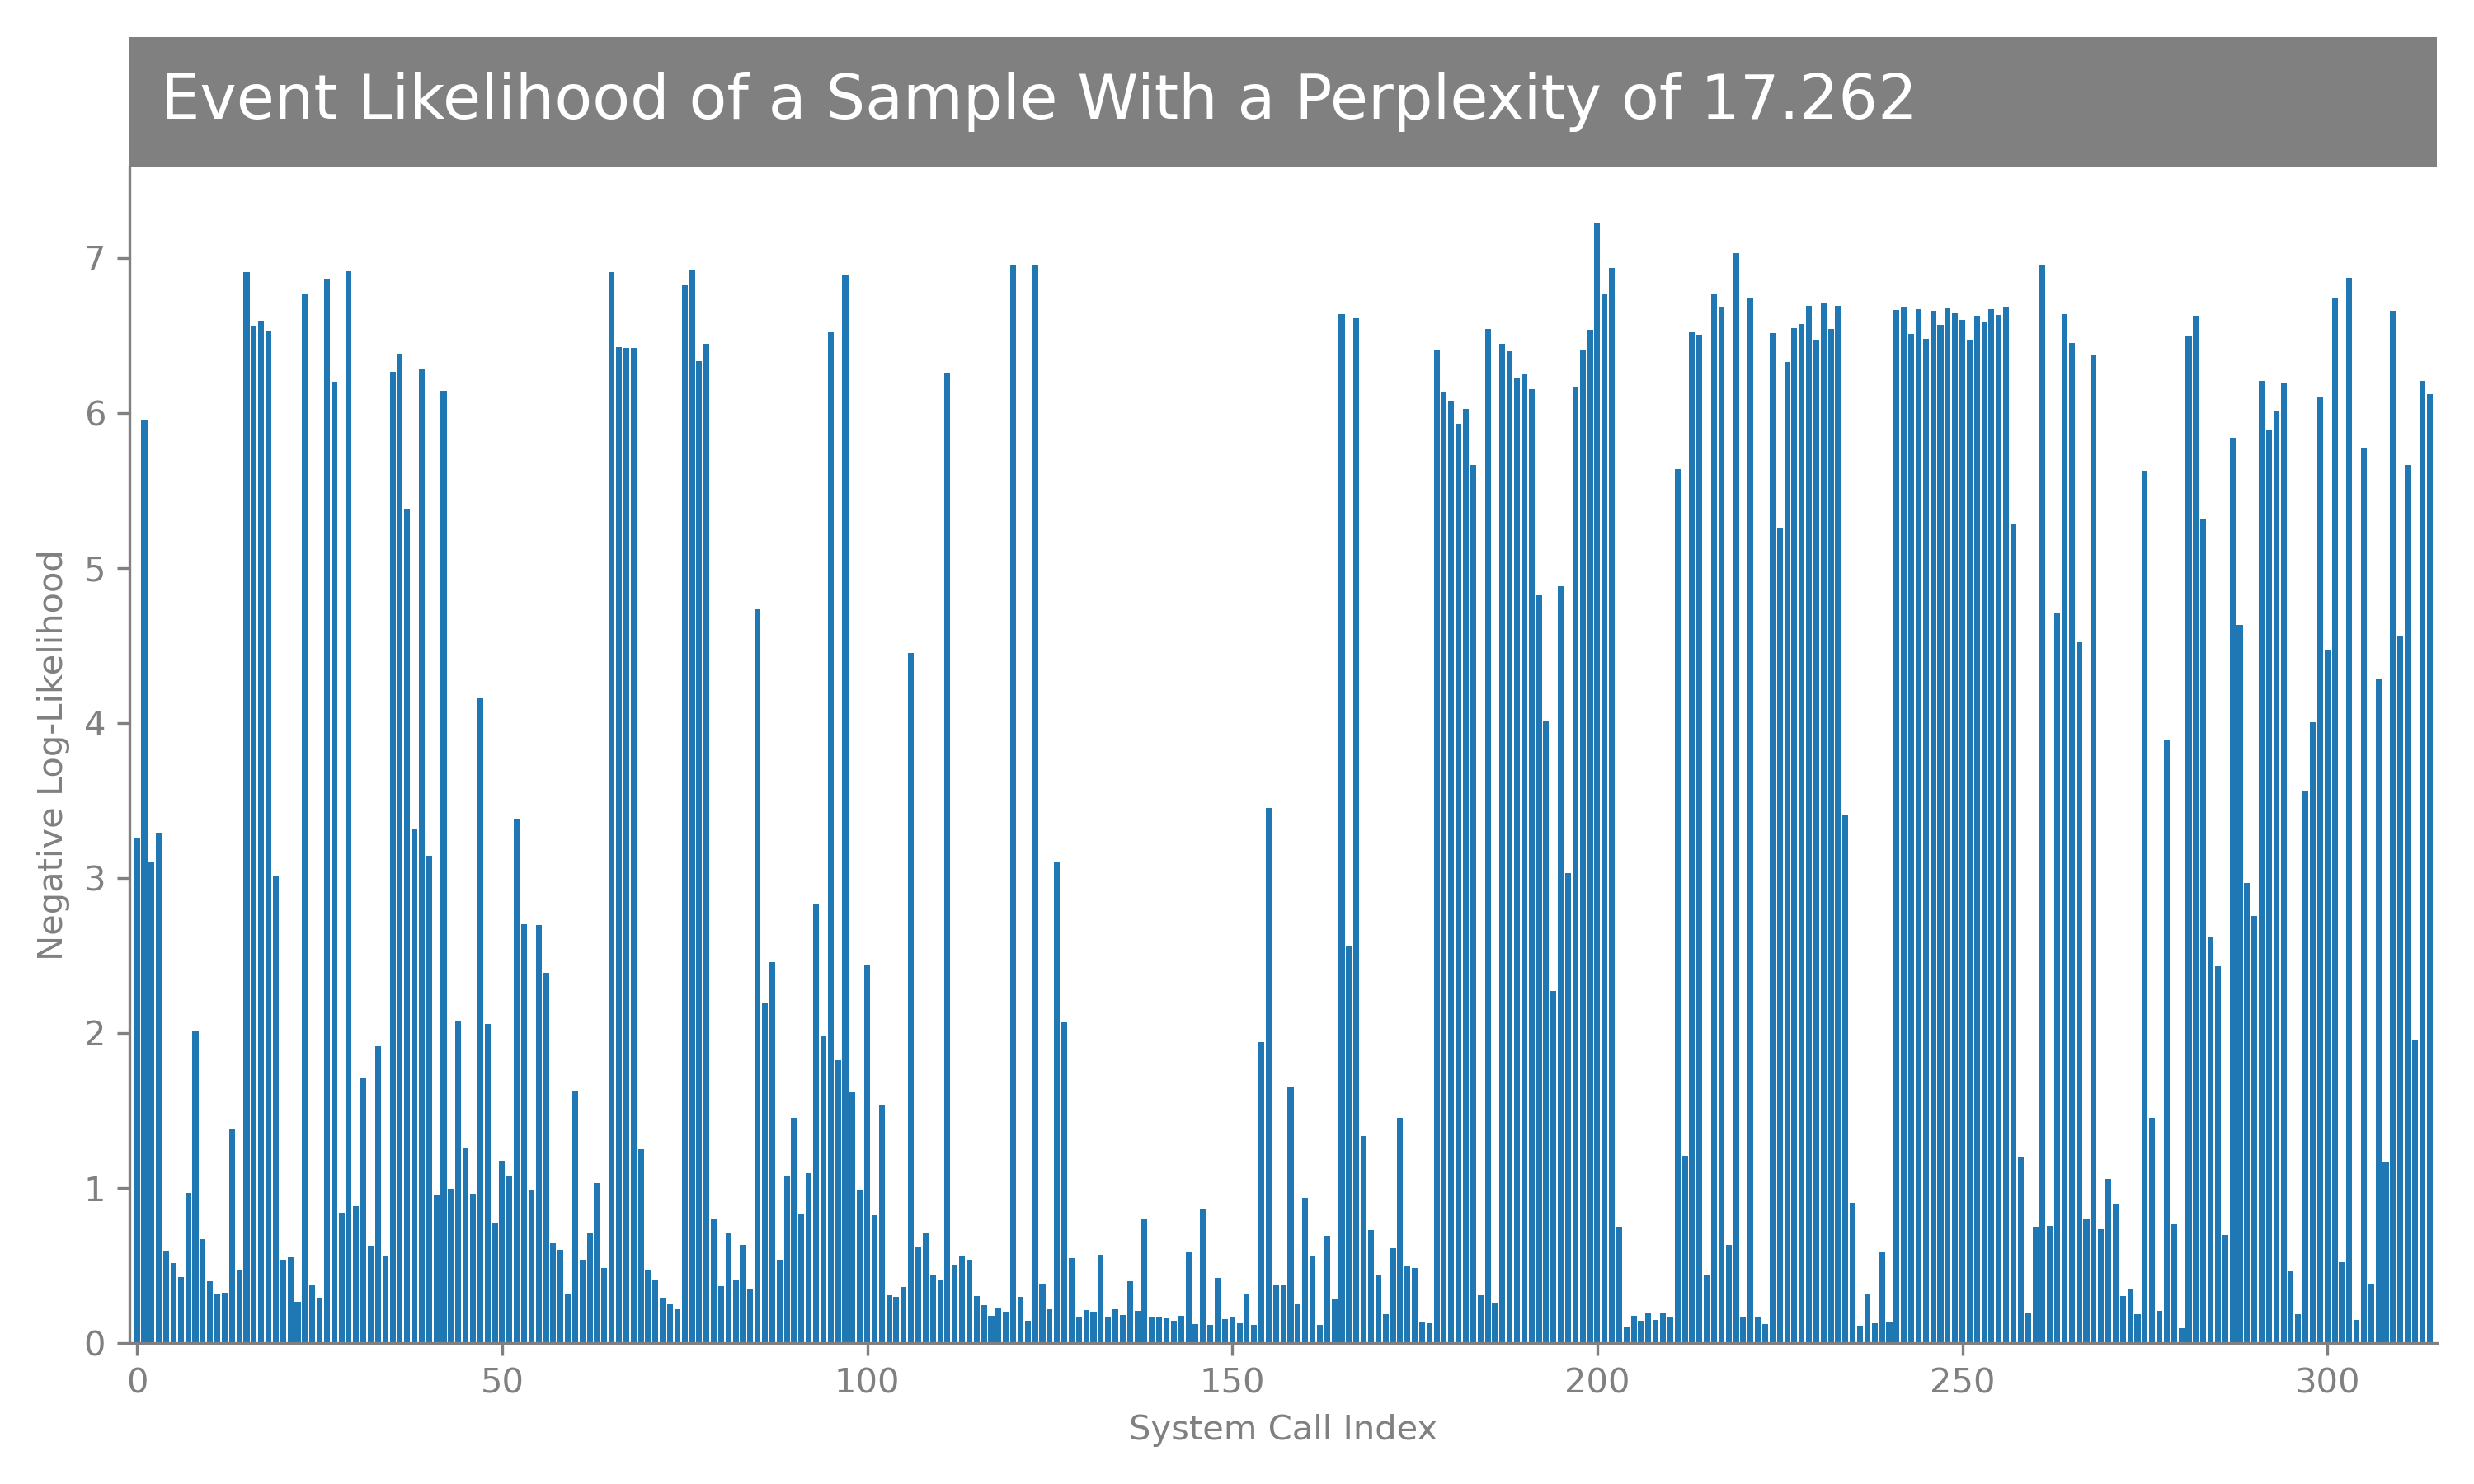 Event Likelihood of a Sample With a Perplexity of 17.262
7
6
5
4
3
2
1
0
Negative Log-Likelihood
0 50 100 150 200 250 300
System Call Index